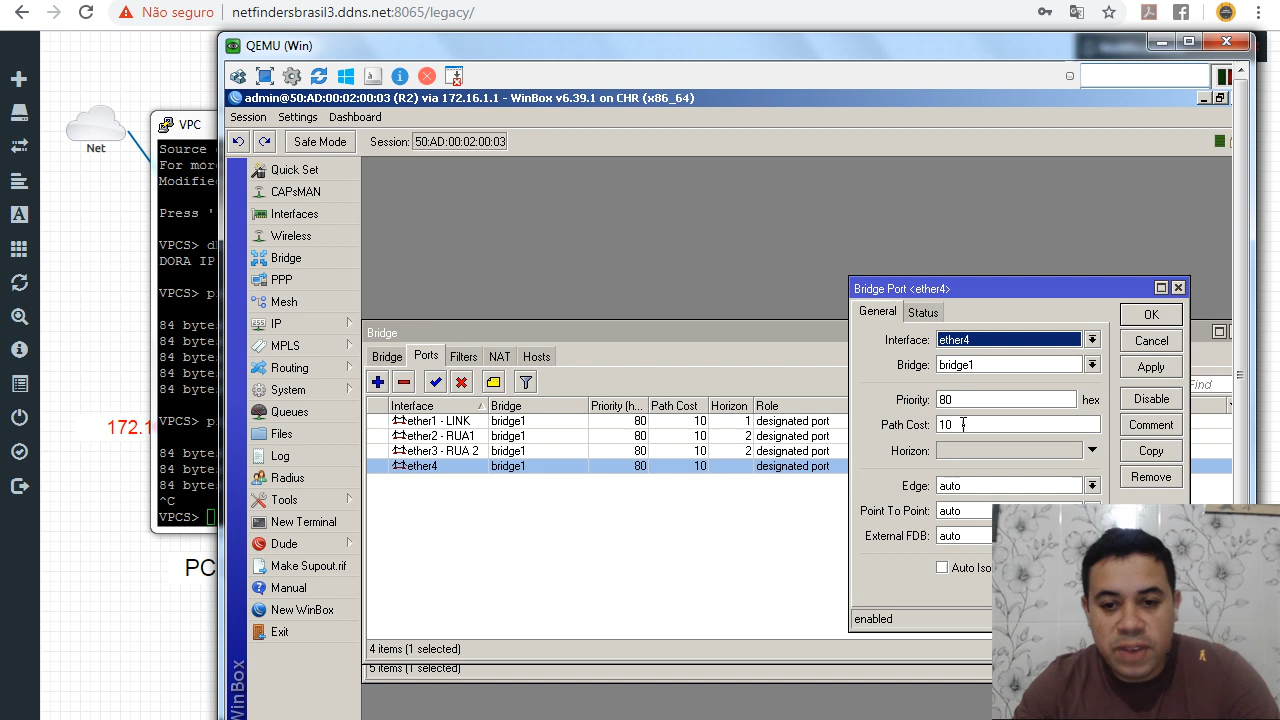 Não seguro
netfindersbrasil3.ddns.net:8065/legacy/
QEMU (Win)
admin@50:AD:00:02:00:03 (R2) via 172.16.1.1 - WinBox v6.39.1 on CHR (x86_64)
Session Settings Dashboard
Safe Mode
Session: 50:AD:00:02:00:03
Net
VPC
Source
For more
Modified
Press '
VPCS> d
DORA IP
VPCS> p
84 byte
84 byte
84 byte
84 byte
84 byte
VPCS> p
84 byte
84 byte
84 byte
^C
VPCS>
172.1
PC
Quick Set
CAPsMAN
Interfaces
Wireless
Bridge
PPP
Mesh
IP
MPLS
Routing
System
Queues
Files
Log
Radius
Tools
New Terminal
Dude
Make Supout.rif
Manual
New WinBox
Exit
WinBox
Bridge
Bridge Ports Filters NAT Hosts
Find
Interface Bridge Priority (h... Path Cost Horizon Role
ether1 - LINK bridge1 80 10 1 designated port
ether2 - RUA1 bridge1 80 10 2 designated port
ether3 - RUA 2 bridge1 80 10 2 designated port
ether4 bridge1 80 10 designated port
4 items (1 selected)
5 items (1 selected)
Bridge Port <ether4>
General Status
Interface: ether4
Bridge: bridge1
Priority: 80 hex
Path Cost: 10
Horizon:
Edge: auto
Point To Point: auto
External FDB: auto
Auto Iso
enabled
OK
Cancel
Apply
Disable
Comment
Copy
Remove